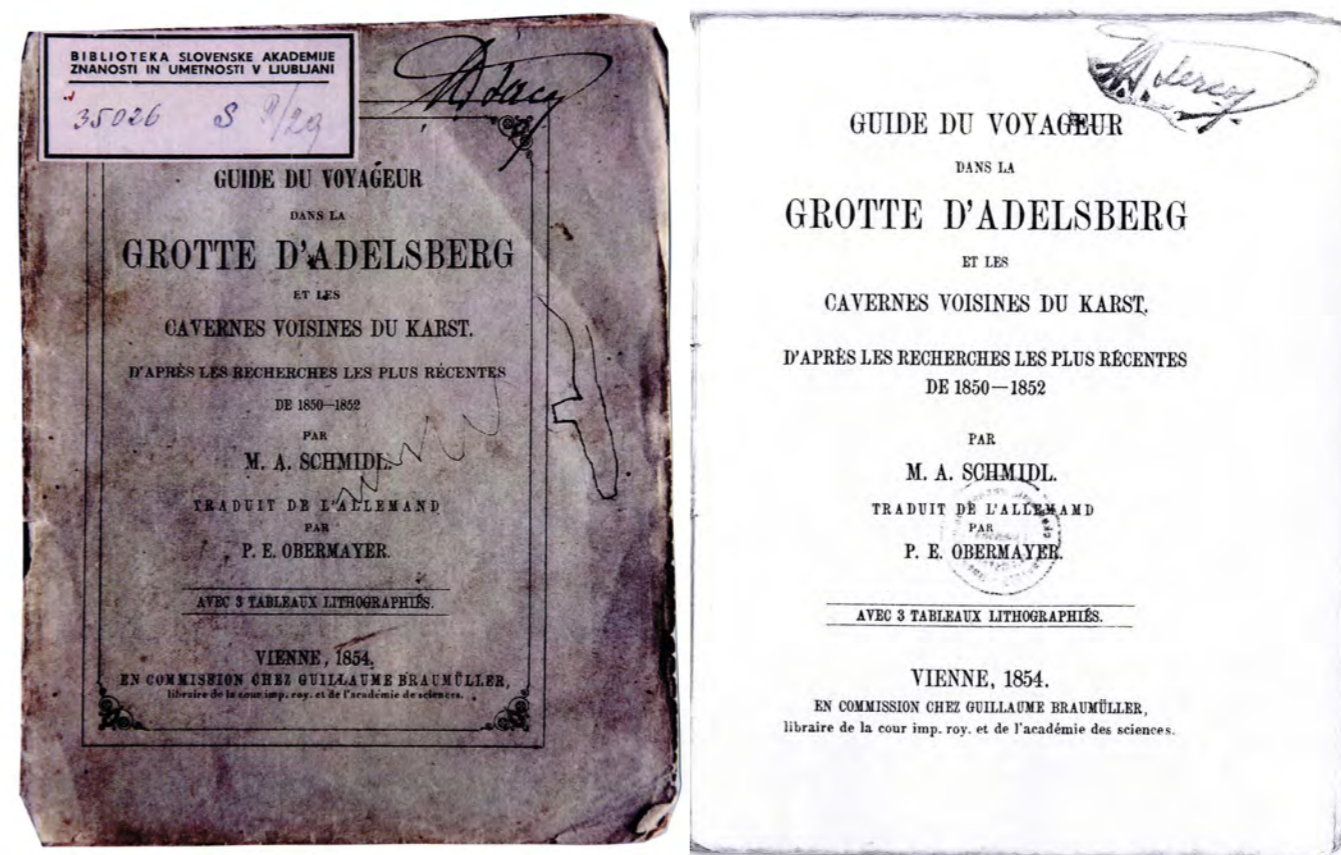 BIBLIOTEKA SLOVENSKE AKADEMIJE
ZNANOSTI IN UMETNOSTI V LJUBLJANI
35026 S
GUIDE DU VOYAGEUR
DANS LA
GROTTE D'ADELSBERG
ET LES
CAVERNES VOISINES DU KARST.
D'APRÈS LES RECHERCHES LES PLUS RÉCENTES
DE 1850—1852
PAR
M. A. SCHMIDL.
TRADUIT DE L'ALLEMAND
PAR
P. E. OBERMAYER.
AVEC 3 TABLEAUX LITHOGRAPHIÉS.
VIENNE, 1854.
EN COMMISSION CHEZ GUILLAUME BRAUMÜLLER,
libraire de la cour imp. roy. et de l'académie de sciences.
GUIDE DU VOYAGEUR
DANS LA
GROTTE D'ADELSBERG
ET LES
CAVERNES VOISINES DU KARST.
D'APRÈS LES RECHERCHES LES PLUS RÉCENTES
DE 1850—1852
PAR
M. A. SCHMIDL.
TRADUIT DE L'ALLEMAMD
PAR
P. E. OBERMAYER.
AVEC 3 TABLEAUX LITHOGRAPHIÉS.
VIENNE, 1854.
EN COMMISSION CHEZ GUILLAUME BRAUMÜLLER,
libraire de la cour imp. roy. et de l'académie des sciences.